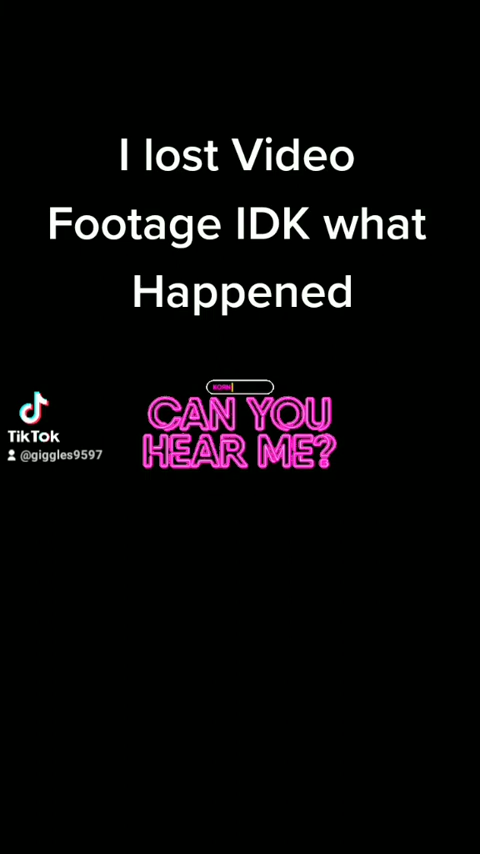 I lost Video
Footage IDK what
Happened
KORN
CAN YOU
HEAR ME?
TikTok
@giggles9597